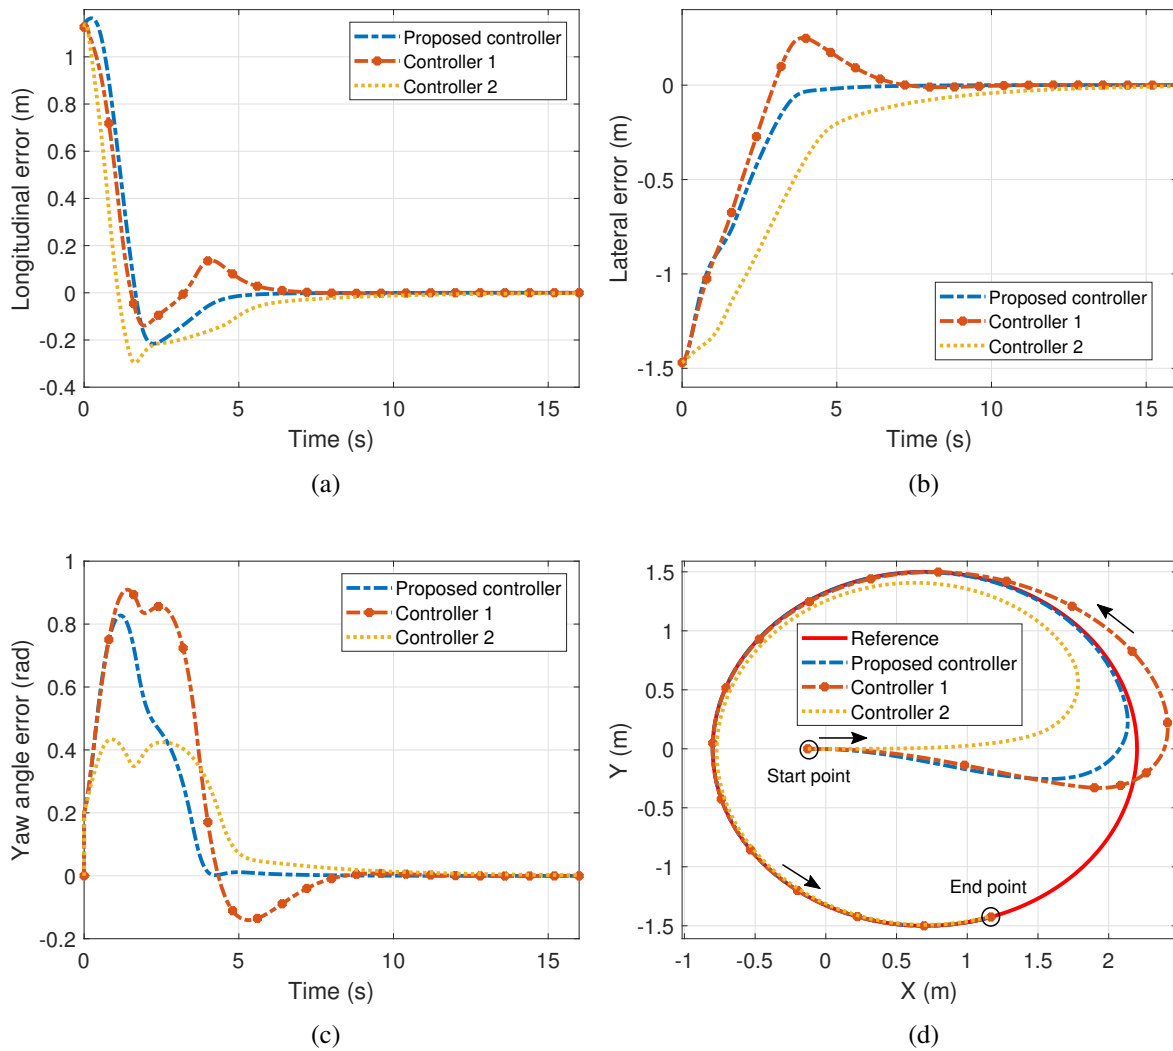 Longitudinal error (m)
1
0.8
0.6
0.4
0.2
0
-0.2
-0.4
0
5
10
15
Time (s)
Proposed controller
Controller 1
Controller 2
(a)
Lateral error (m)
0
-0.5
-1
-1.5
0
5
10
15
Time (s)
Proposed controller
Controller 1
Controller 2
(b)
Yaw angle error (rad)
1
0.8
0.6
0.4
0.2
0
-0.2
0
5
10
15
Time (s)
Proposed controller
Controller 1
Controller 2
(c)
Y (m)
1.5
1
0.5
0
-0.5
-1
-1.5
-1
-0.5
0
0.5
1
1.5
2
X (m)
Reference
Proposed controller
Controller 1
Controller 2
Start point
End point
(d)